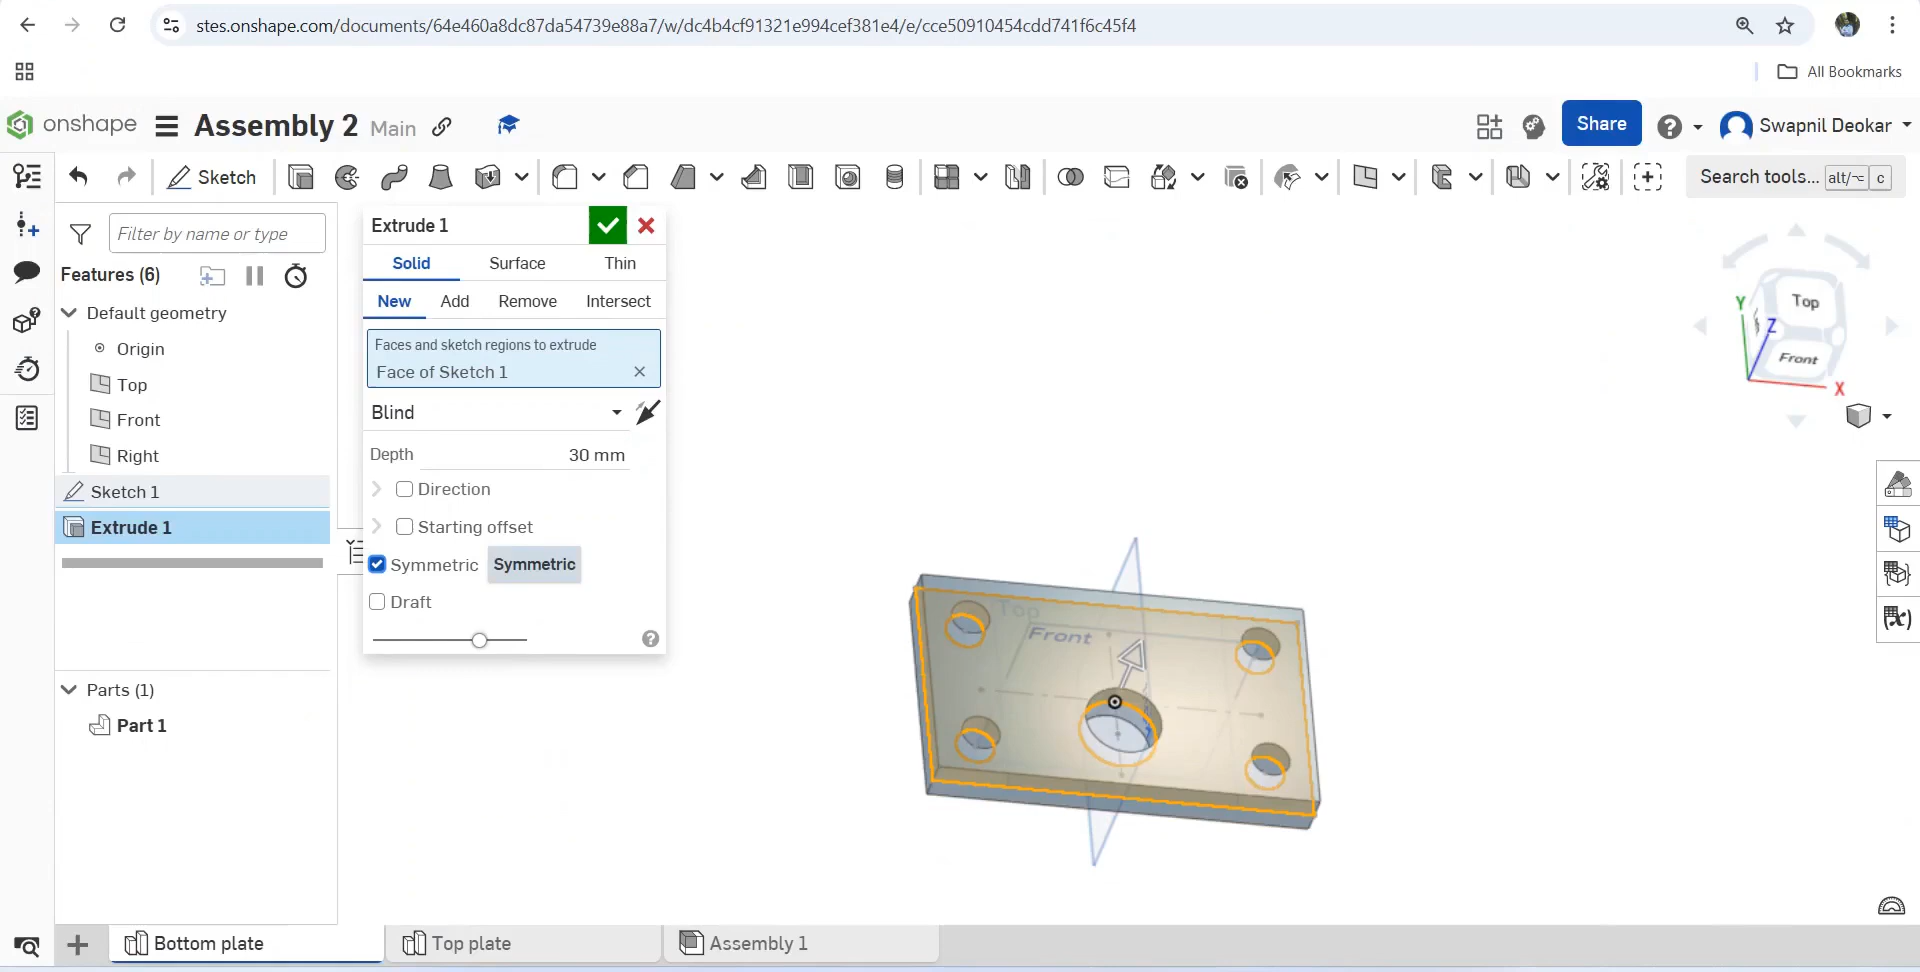 stes.onshape.com/documents/64e460a8dc87da54739e88a7/w/dc4b4cf91321e994cef381e4/e/cce50910454cdd741f6c45f4
All Bookmarks
onshape Assembly 2 Main
Share
Swapnil Deokar
Sketch
Search tools... alt/⌥ c
Filter by name or type
Features (6)
Default geometry
Origin
Top
Front
Right
Sketch 1
Extrude 1
Parts (1)
Part 1
Extrude 1
Solid Surface Thin
New Add Remove Intersect
Faces and sketch regions to extrude
Face of Sketch 1
Blind
Depth 30 mm
Direction
Starting offset
Symmetric Symmetric
Draft
Top
Front
Top
Front
Y
Z
X
(x)
Bottom plate Top plate Assembly 1